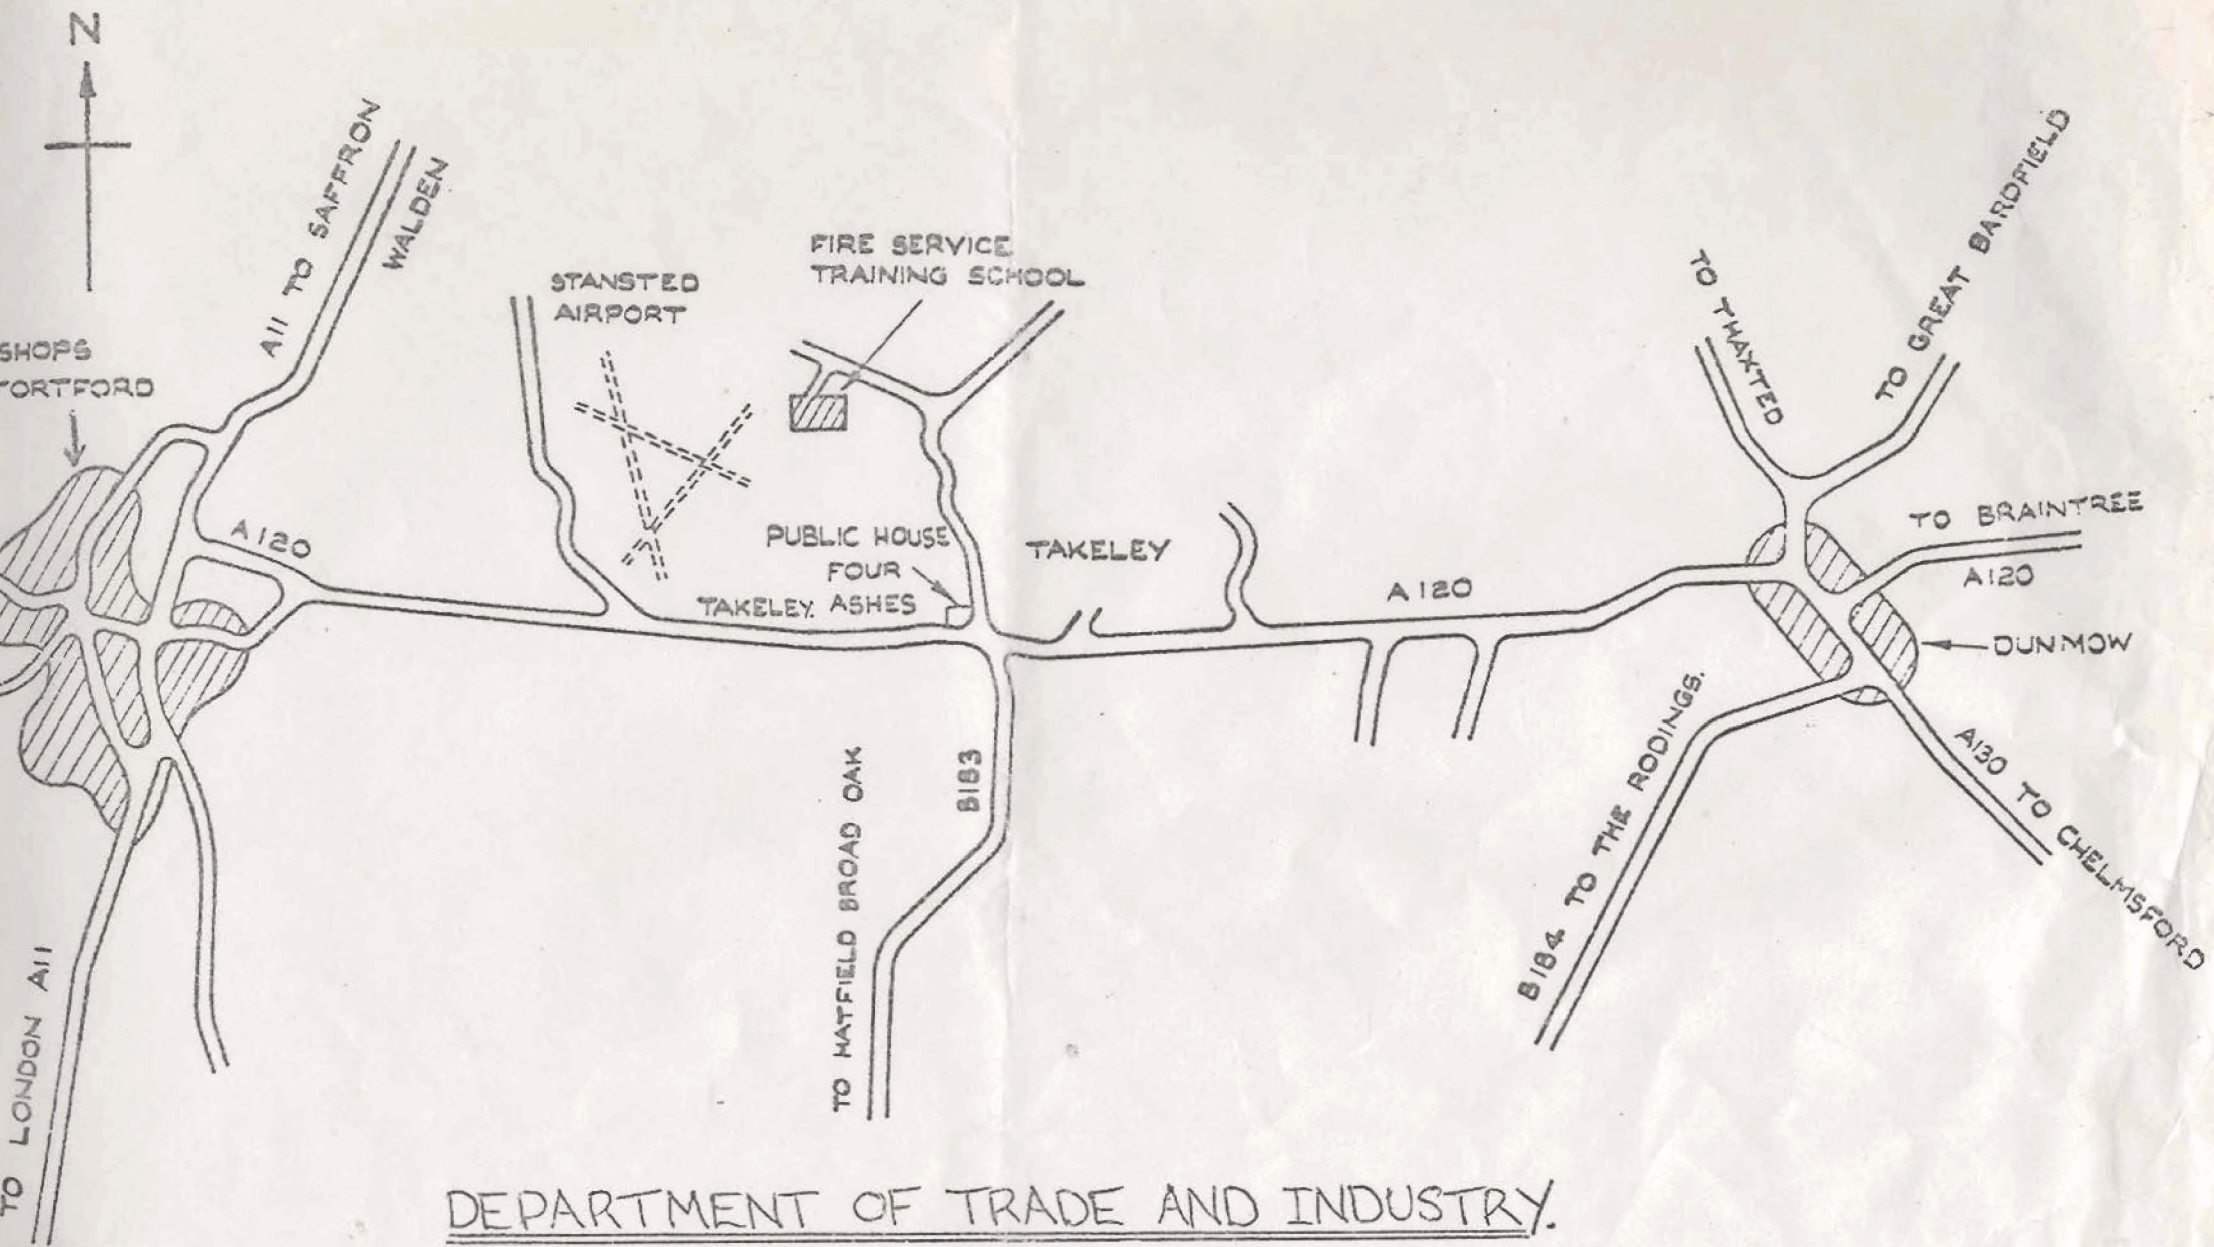 N
A11 TO SAFFRON
WALDEN
STANSTED
AIRPORT
FIRE SERVICE
TRAINING SCHOOL
TO THAXTED
TO GREAT BARDFIELD
SHOPS
TORTFORD
A120
PUBLIC HOUSE
FOUR
TAKELEY. ASHES
TAKELEY
A120
TO BRAINTREE
A120
DUNMOW
B183
TO HATFIELD BROAD OAK
B184 TO THE RODINGS.
A130 TO CHELMSFORD
TO LONDON A11
DEPARTMENT OF TRADE AND INDUSTRY.